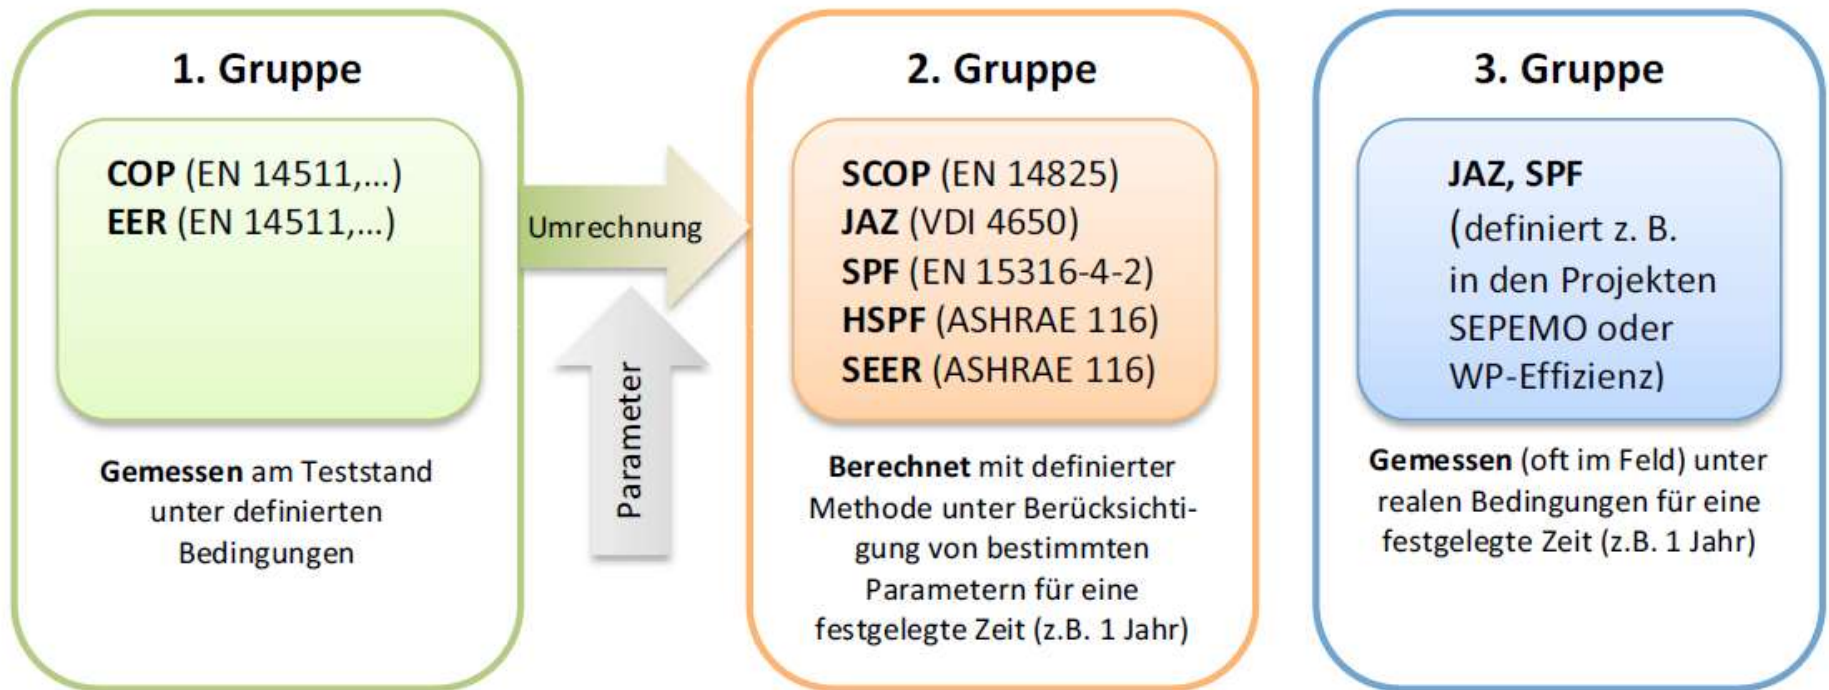 1. Gruppe
COP (EN 14511,...)
EER (EN 14511,...)
Gemessen am Teststand
unter definierten
Bedingungen
Umrechnung
Parameter
2. Gruppe
SCOP (EN 14825)
JAZ (VDI 4650)
SPF (EN 15316-4-2)
HSPF (ASHRAE 116)
SEER (ASHRAE 116)
Berechnet mit definierter
Methode unter Berücksichti-
gung von bestimmten
Parametern für eine
festgelegte Zeit (z.B. 1 Jahr)
3. Gruppe
JAZ, SPF
(definiert z. B.
in den Projekten
SEPEMO oder
WP-Effizienz)
Gemessen (oft im Feld) unter
realen Bedingungen für eine
festgelegte Zeit (z.B. 1 Jahr)